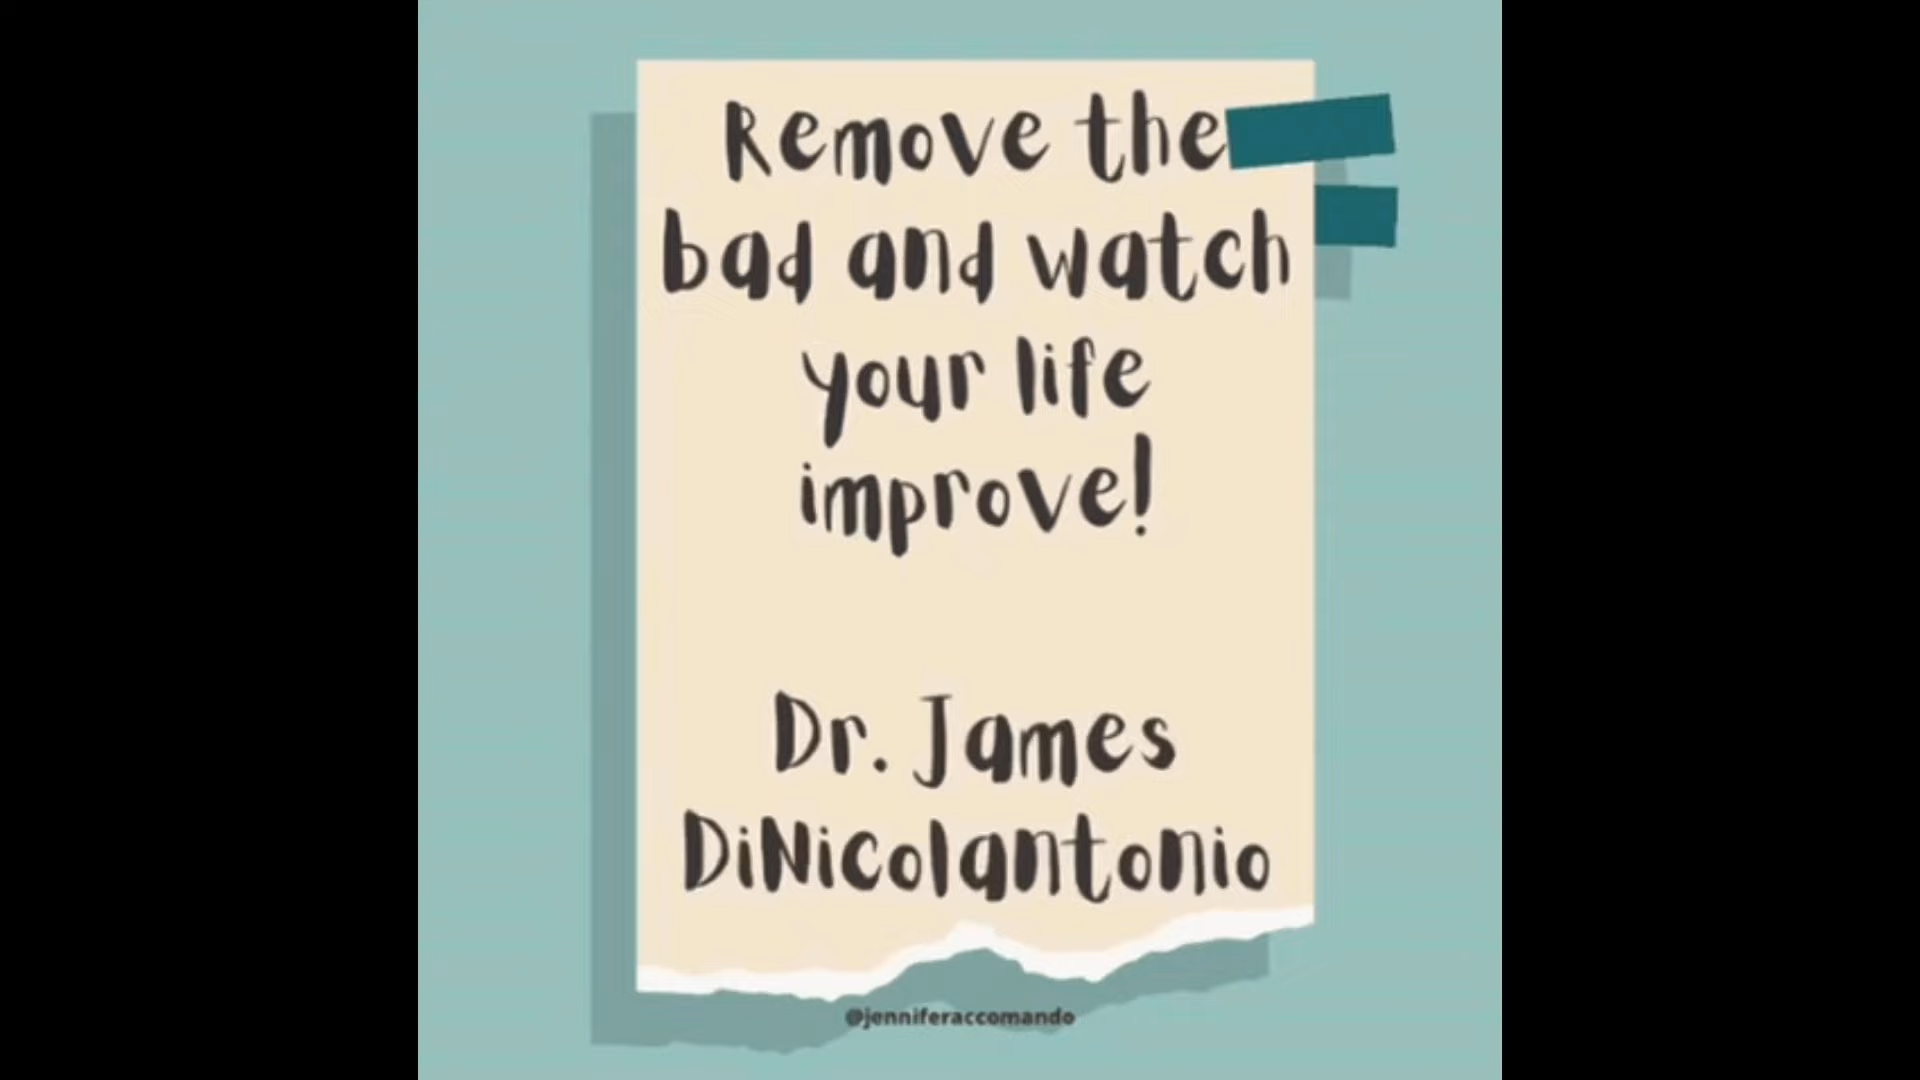 Remove the
bad and watch
your life
improve!
Dr. James
DiNicolantonio
@jenniferaccomando